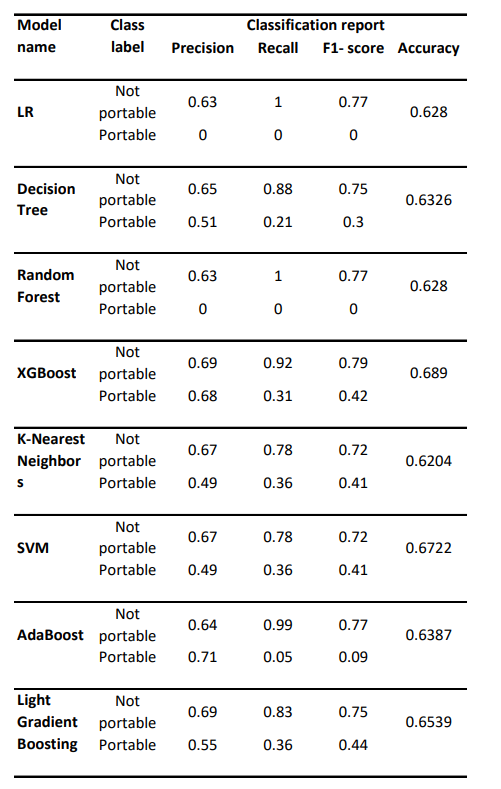 Model Class Classification report
name label Precision Recall F1- score Accuracy
Not
LR portable 0.63 1 0.77 0.628
Portable 0 0 0
Not
Decision portable 0.65 0.88 0.75 0.6326
Tree Portable 0.51 0.21 0.3
Not
Random portable 0.63 1 0.77 0.628
Forest Portable 0 0 0
Not
XGBoost portable 0.69 0.92 0.79 0.689
Portable 0.68 0.31 0.42
K-Nearest Not
Neighbor portable 0.67 0.78 0.72 0.6204
s Portable 0.49 0.36 0.41
Not
SVM portable 0.67 0.78 0.72 0.6722
Portable 0.49 0.36 0.41
Not
AdaBoost portable 0.64 0.99 0.77 0.6387
Portable 0.71 0.05 0.09
Light Not
Gradient portable 0.69 0.83 0.75 0.6539
Boosting Portable 0.55 0.36 0.44